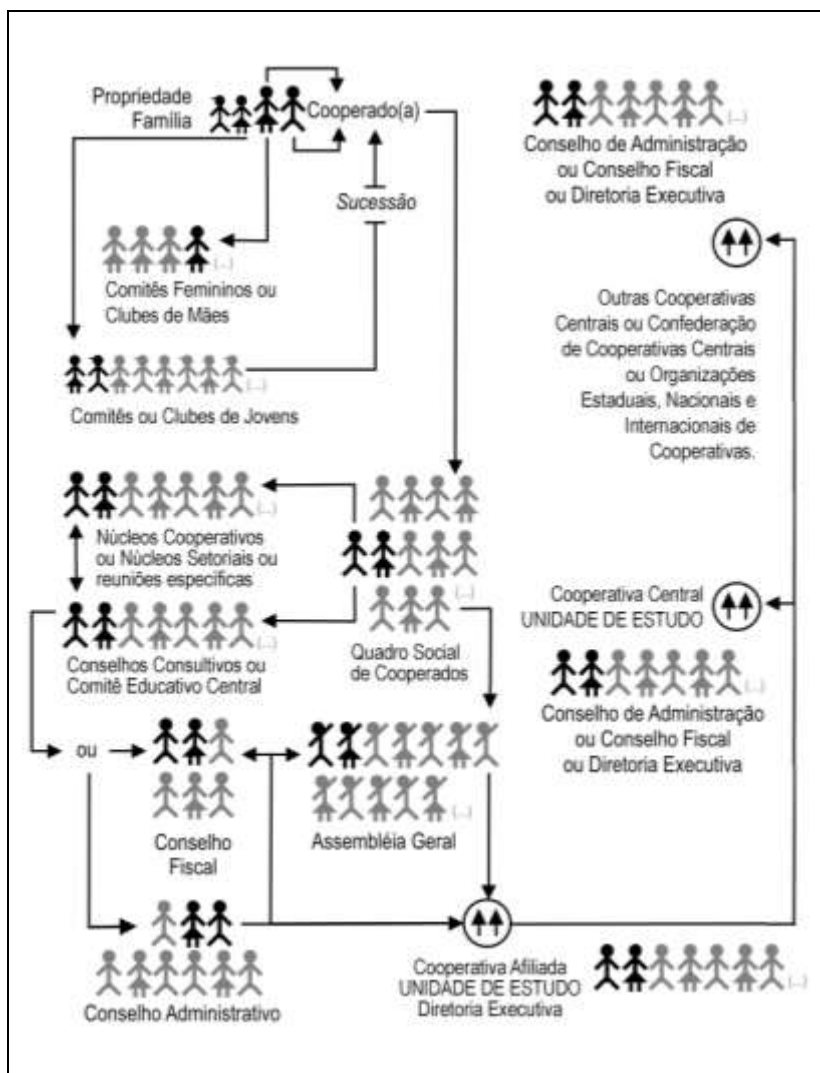 Propriedade
Família
Cooperado(a)
Sucessão
(...)
Comitês Femininos ou
Clubes de Mães
(...)
Comitês ou Clubes de Jovens
(...)
Núcleos Cooperativos
ou Núcleos Setoriais ou
reuniões específicas
(...)
Conselhos Consultivos ou
Comitê Educativo Central
(...)
Quadro Social
de Cooperados
ou
Conselho
Fiscal
(...)
Assembléia Geral
Conselho Administrativo
Cooperativa Afiliada
UNIDADE DE ESTUDO
Diretoria Executiva
(...)
(...)
Conselho de Administração
ou Conselho Fiscal
ou Diretoria Executiva
Outras Cooperativas
Centrais ou Confederação
de Cooperativas Centrais
ou Organizações
Estaduais, Nacionais e
Internacionais de
Cooperativas.
Cooperativa Central
UNIDADE DE ESTUDO
(...)
Conselho de Administração
ou Conselho Fiscal
ou Diretoria Executiva